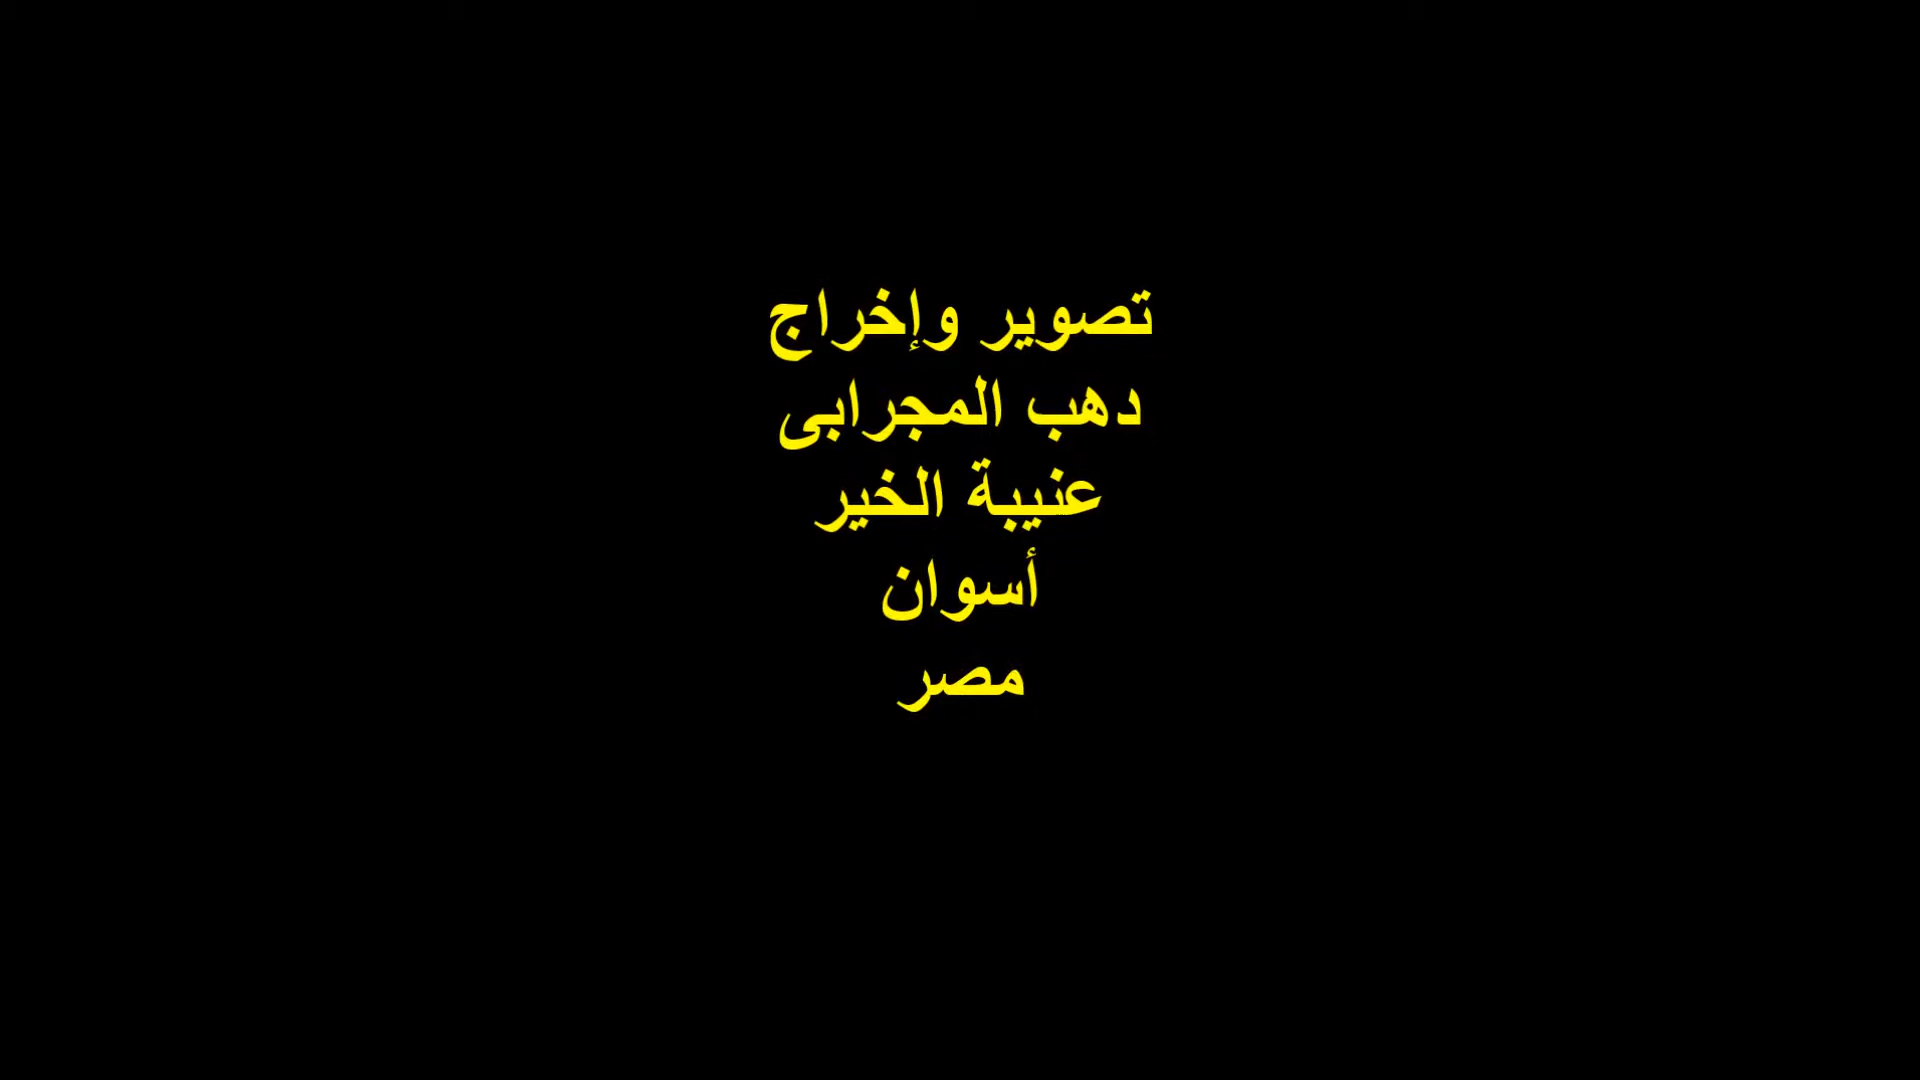 تصوير وإخراج
دهب المجرابى
عنيبة الخير
أسوان
مصر